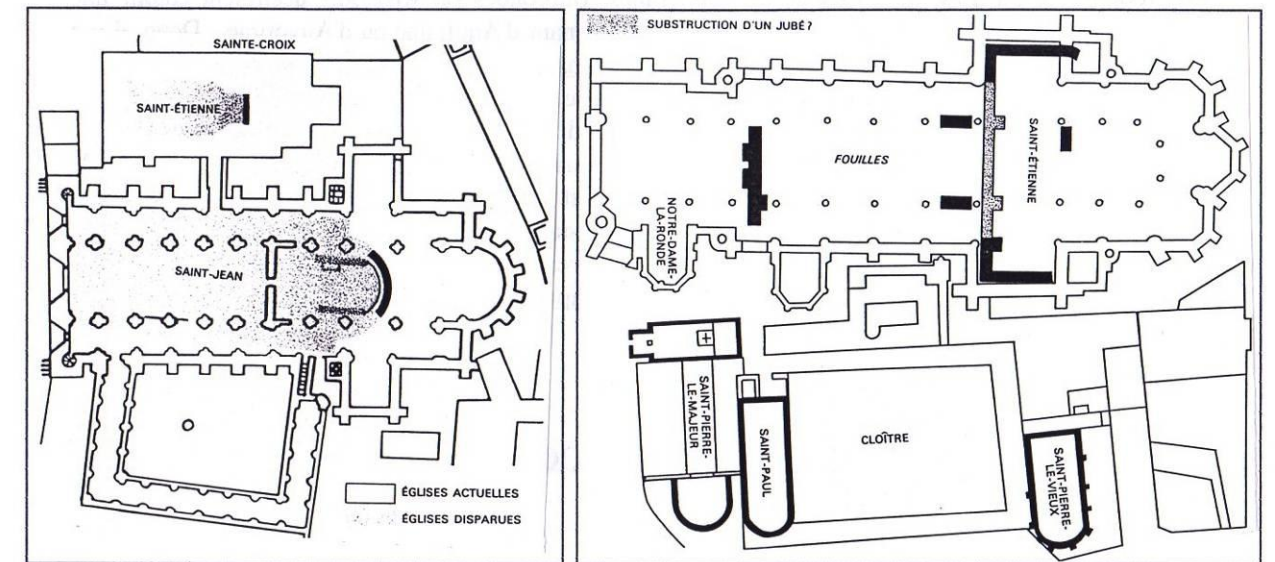 SAINTE-CROIX
SAINT-ÉTIENNE
SAINT-JEAN
ÉGLISES ACTUELLES
ÉGLISES DISPARUES
SUBSTRUCTION D'UN JUBÉ?
FOUILLES
SAINT-ÉTIENNE
NOTRE-DAME-
LA-RONDE
SAINT-PIERRE-
LE-MAJEUR
SAINT-PAUL
CLOÎTRE
SAINT-PIERRE-
LE-VIEUX